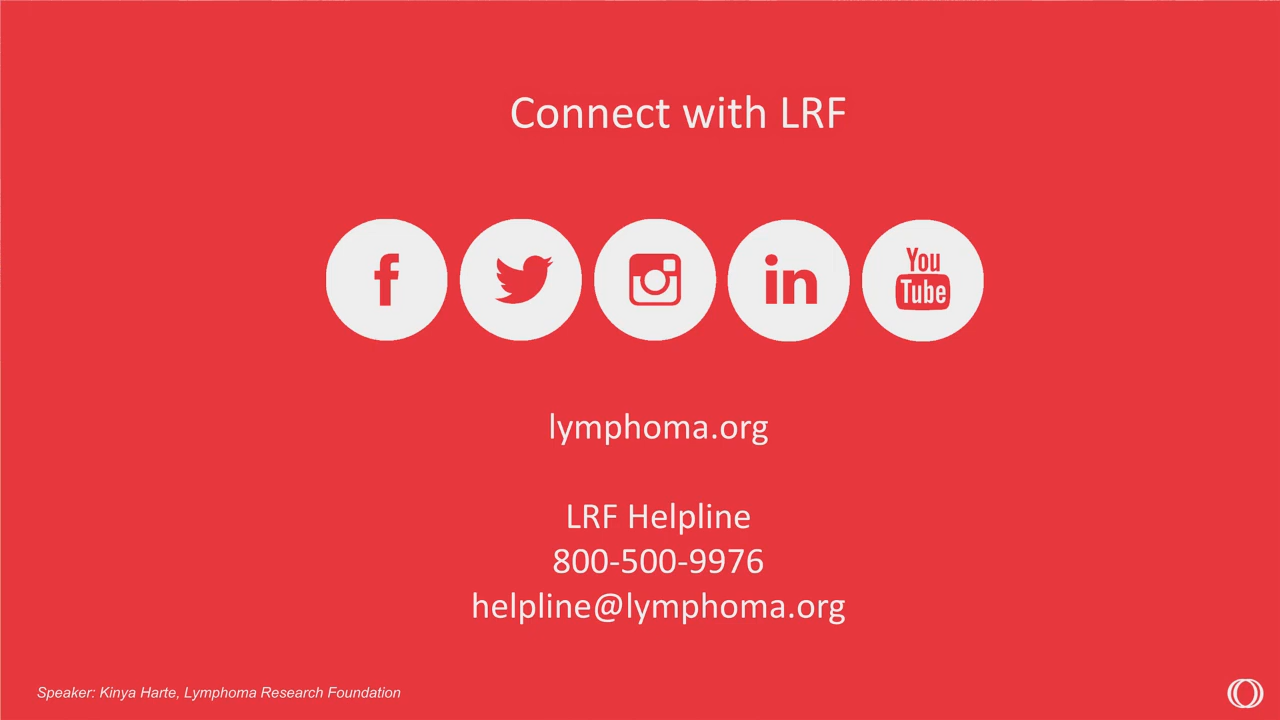 Connect with LRF
f
in
You
Tube
lymphoma.org
LRF Helpline
800-500-9976
helpline@lymphoma.org
Speaker: Kinya Harte, Lymphoma Research Foundation